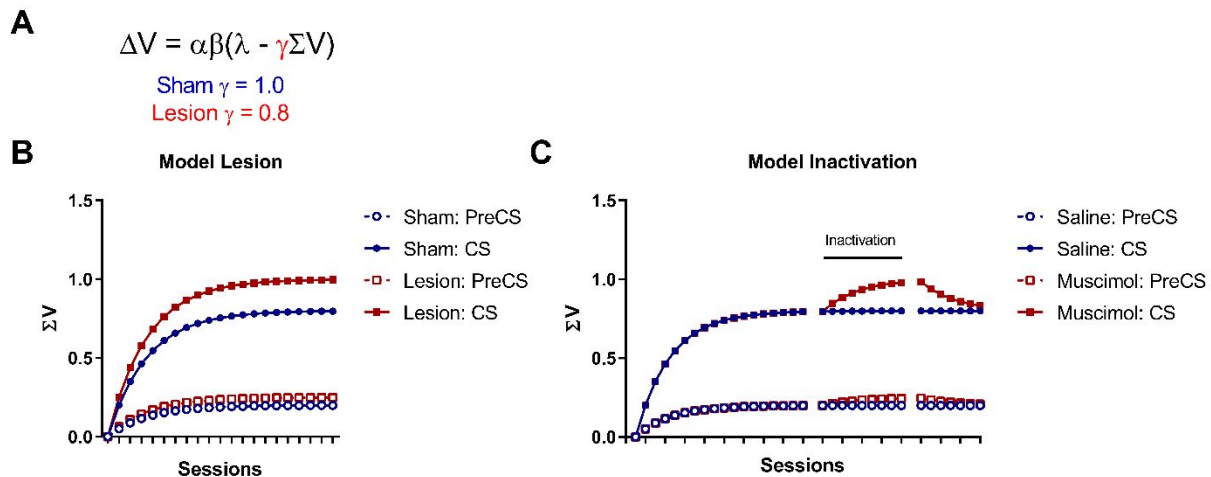 A
ΔV = αβ(λ - γΣV)
Sham γ = 1.0
Lesion γ = 0.8
B
Model Lesion
ΣV
1.5
1.0
0.5
0.0
Sessions
Sham: PreCS
Sham: CS
Lesion: PreCS
Lesion: CS
C
Model Inactivation
ΣV
1.5
1.0
0.5
0.0
Inactivation
Sessions
Saline: PreCS
Saline: CS
Muscimol: PreCS
Muscimol: CS